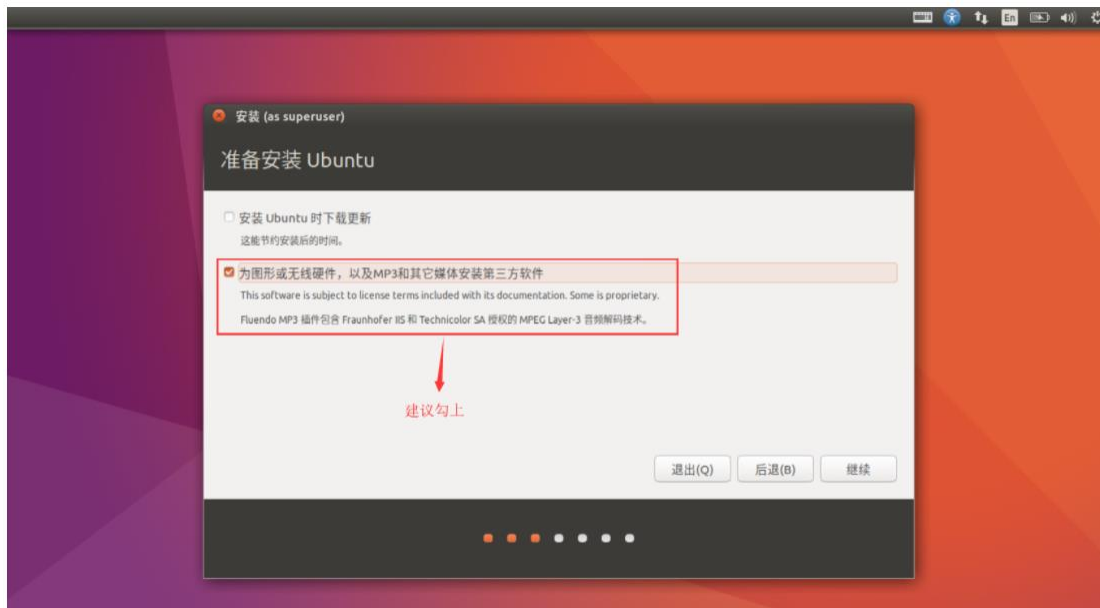 En
安装 (as superuser)
准备安装 Ubuntu
安装 Ubuntu 时下载更新
这能节约安装后的时间。
为图形或无线硬件，以及MP3和其它媒体安装第三方软件
This software is subject to license terms included with its documentation. Some is proprietary.
Fluendo MP3 插件包含 Fraunhofer IIS 和 Technicolor SA 授权的 MPEG Layer-3 音频解码技术。
建议勾上
退出(Q) 后退(B) 继续